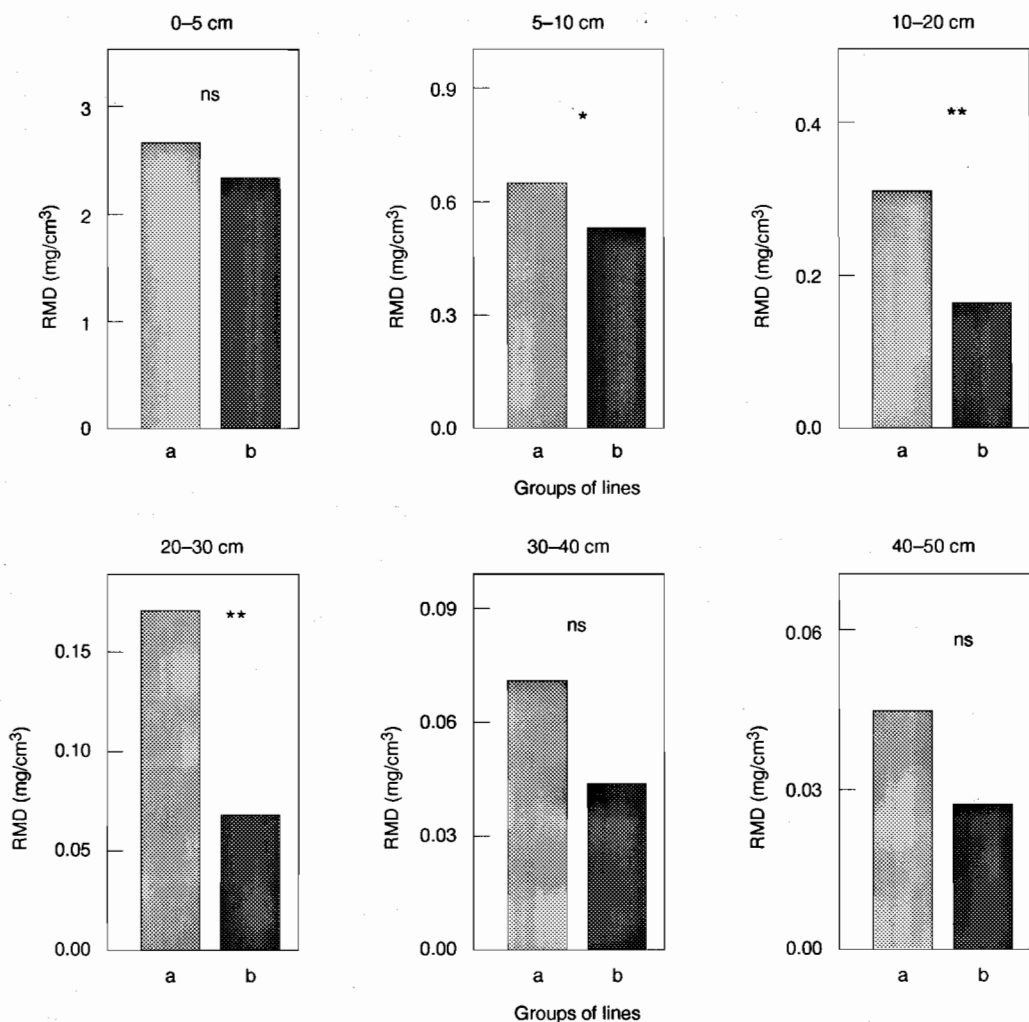 0–5 cm
3
2
1
0
RMD (mg/cm³)
ns
a b
5–10 cm
0.9
0.6
0.3
0.0
RMD (mg/cm³)
*
a b
Groups of lines
10–20 cm
0.4
0.2
0.0
RMD (mg/cm³)
**
a b
20–30 cm
0.15
0.10
0.05
0.00
RMD (mg/cm³)
**
a b
30–40 cm
0.09
0.06
0.03
0.00
RMD (mg/cm³)
ns
a b
Groups of lines
40–50 cm
0.06
0.03
0.00
RMD (mg/cm³)
ns
a b